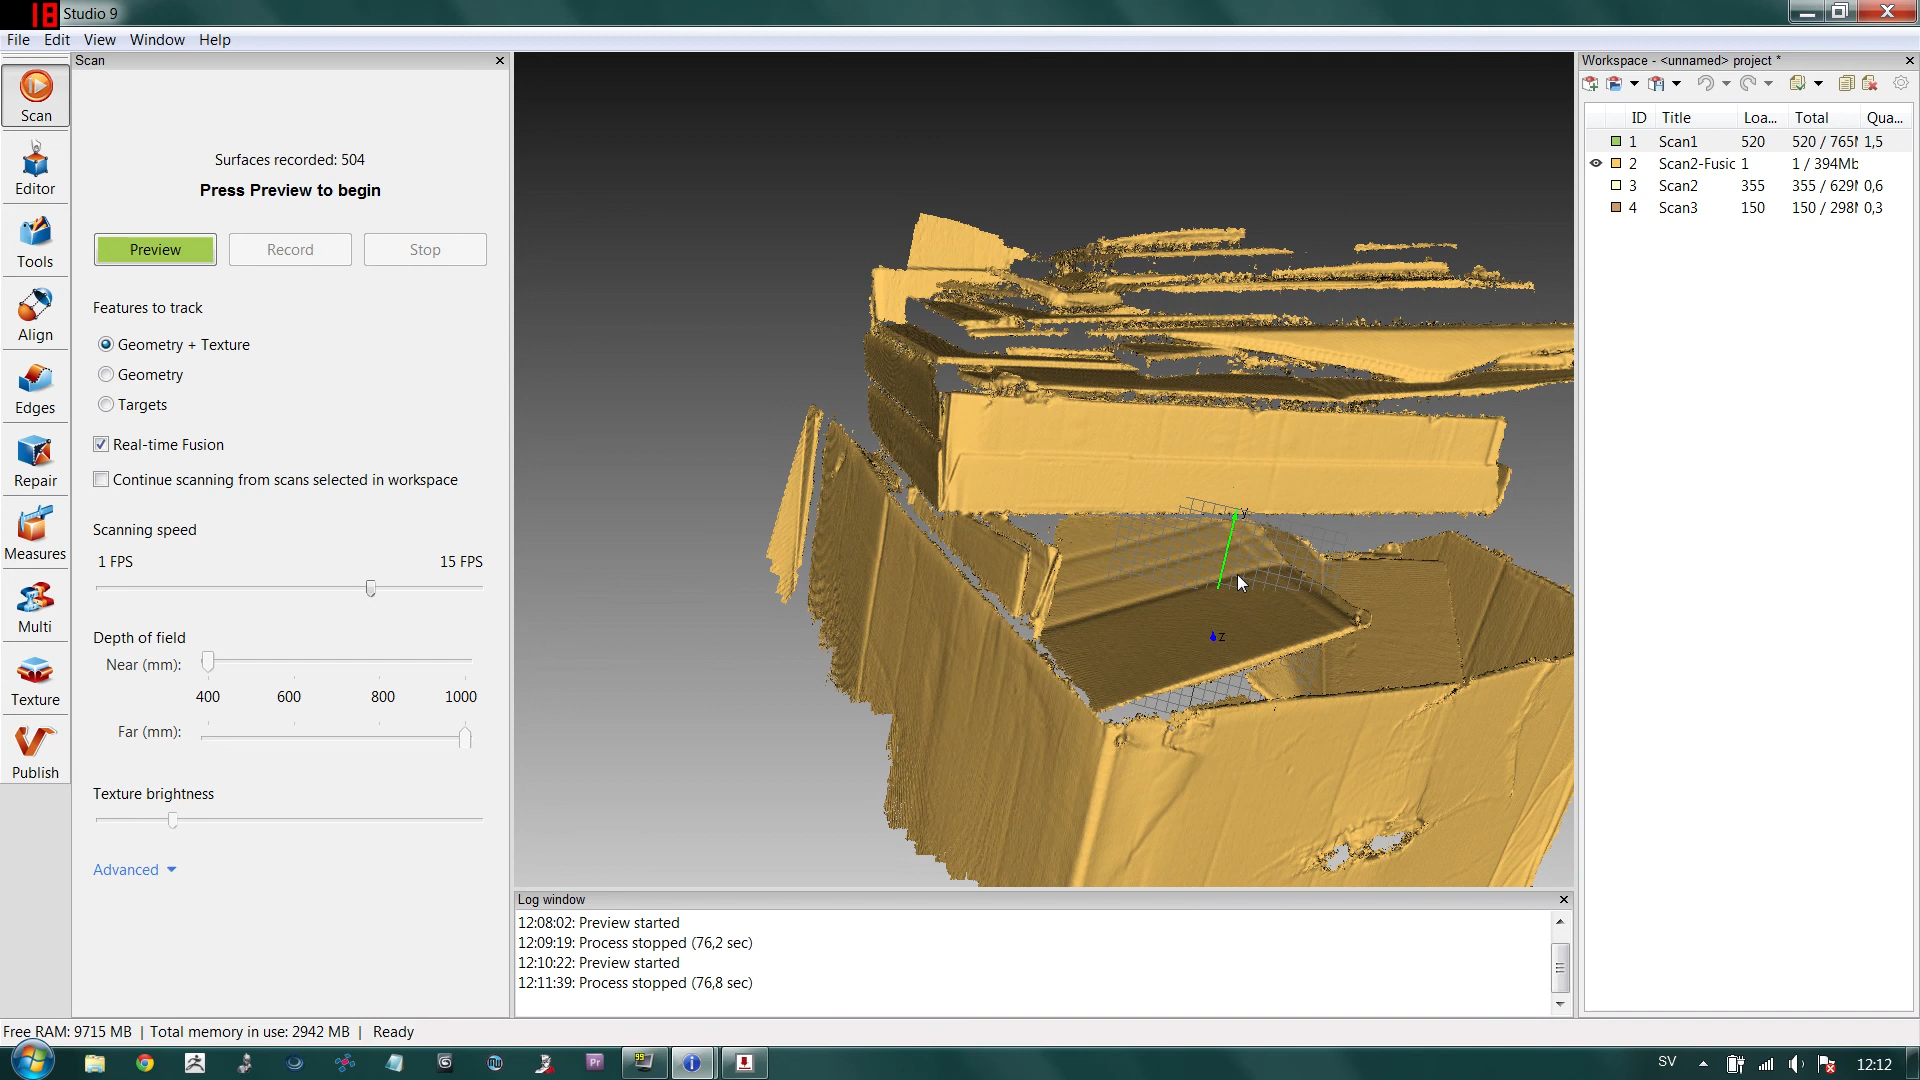 18 Studio 9
File Edit View Window Help
Scan
Workspace - <unnamed> project *
Scan
Editor
Tools
Align
Edges
Repair
Measures
Multi
Texture
Publish
Surfaces recorded: 504
Press Preview to begin
Preview Record Stop
Features to track
Geometry + Texture
Geometry
Targets
Real-time Fusion
Continue scanning from scans selected in workspace
Scanning speed
1 FPS 15 FPS
Depth of field
Near (mm):
400 600 800 1000
Far (mm):
Texture brightness
Advanced
Y
Z
ID Title Loa... Total Qua...
1 Scan1 520 520 / 765M 1,5
2 Scan2-Fusic 1 1 / 394Mb
3 Scan2 355 355 / 629M 0,6
4 Scan3 150 150 / 298M 0,3
Log window
12:08:02: Preview started
12:09:19: Process stopped (76,2 sec)
12:10:22: Preview started
12:11:39: Process stopped (76,8 sec)
Free RAM: 9715 MB | Total memory in use: 2942 MB | Ready
Pr
99
SV
12:12